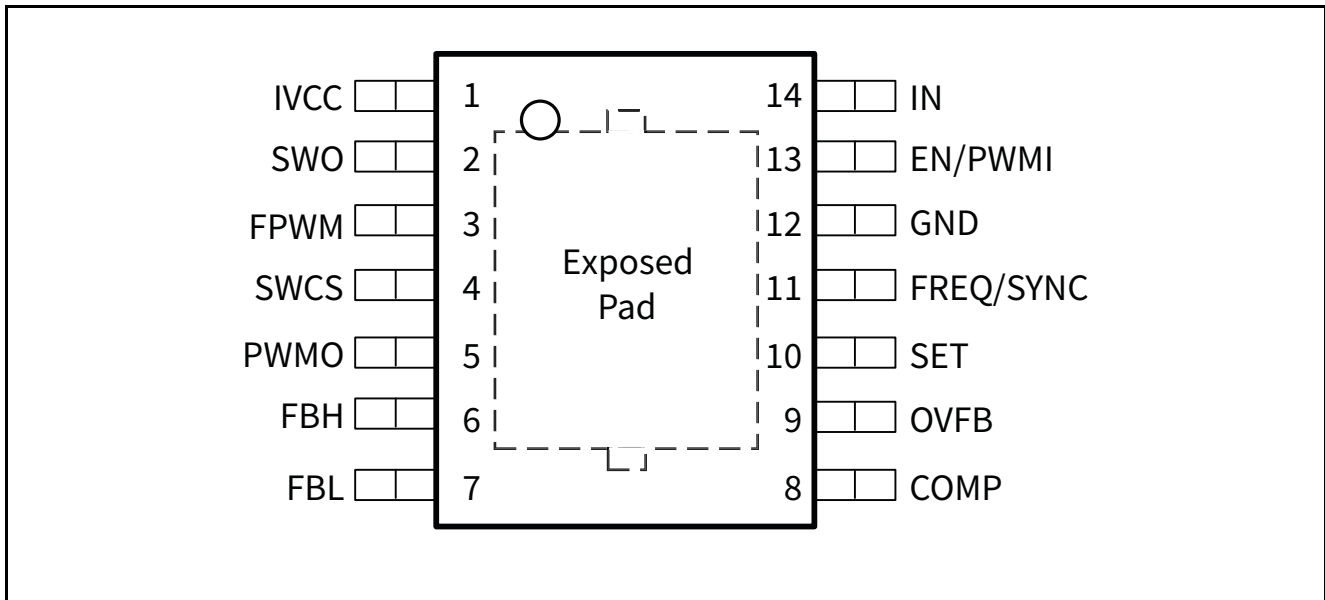 IVCC 1 14 IN
SWO 2 13 EN/PWMI
FPWM 3 12 GND
SWCS 4 11 FREQ/SYNC
PWMO 5 10 SET
FBH 6 9 OVFB
FBL 7 8 COMP
Exposed
Pad